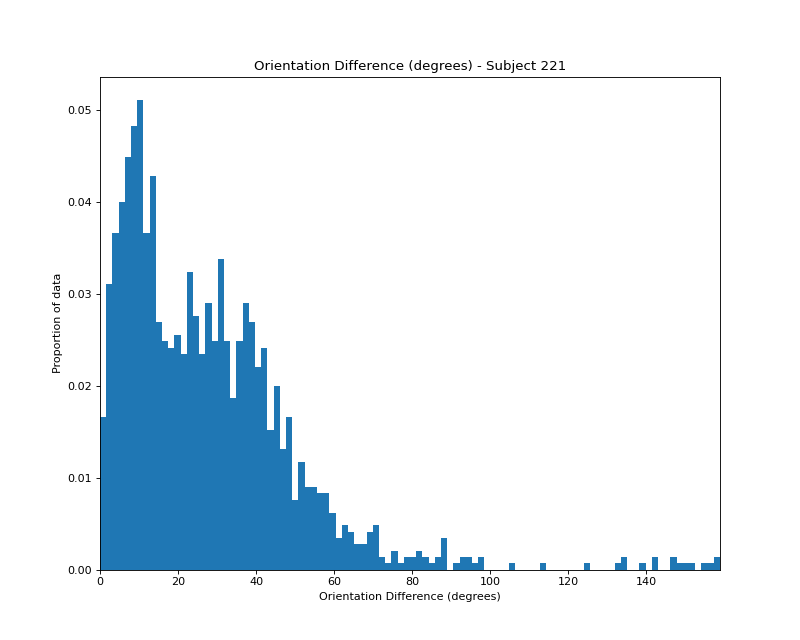 Orientation Difference (degrees) - Subject 221
0.05
0.04
0.03
0.02
0.01
0.00
Proportion of data
0 20 40 60 80 100 120 140
Orientation Difference (degrees)